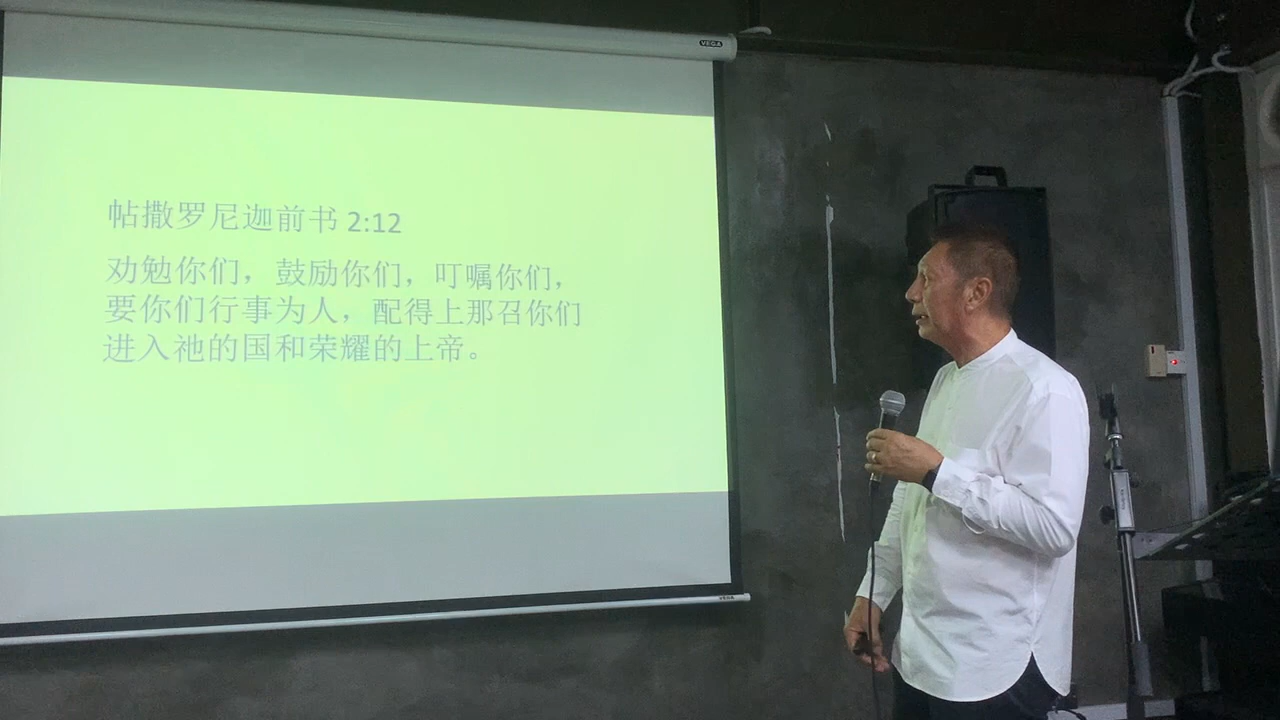 VEGA
帖撒罗尼迦前书 2:12
劝勉你们，鼓励你们，叮嘱你们，
要你们行事为人，配得上那召你们
进入祂的国和荣耀的上帝。
VEGA